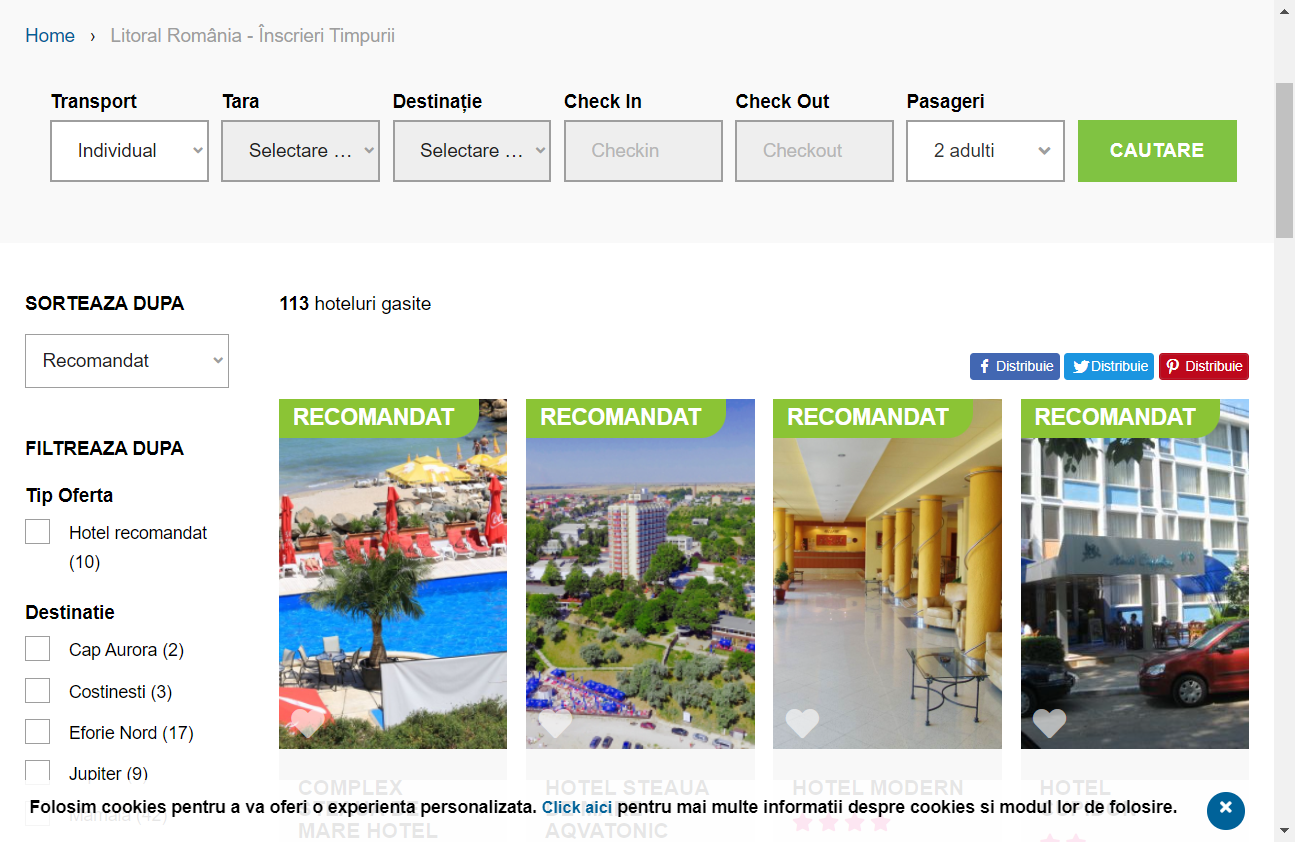 Home › Litoral România - Înscrieri Timpurii
Transport Tara Destinație Check In Check Out Pasageri
Individual Selectare ... Selectare ... Checkin Checkout 2 adulti CAUTARE
SORTEAZA DUPA
113 hoteluri gasite
Recomandat
Distribuie Distribuie Distribuie
RECOMANDAT RECOMANDAT RECOMANDAT RECOMANDAT
FILTREAZA DUPA
Tip Oferta
Hotel recomandat
(10)
Destinatie
Cap Aurora (2)
Costinesti (3)
Eforie Nord (17)
Jupiter (9)
Mamaia (42)
COMPLEX HOTEL STEAUA HOTEL MODERN HOTEL
Folosim cookies pentru a va oferi o experienta personalizata. Click aici pentru mai multe informatii despre cookies si modul lor de folosire.
MARE HOTEL AQVATONIC